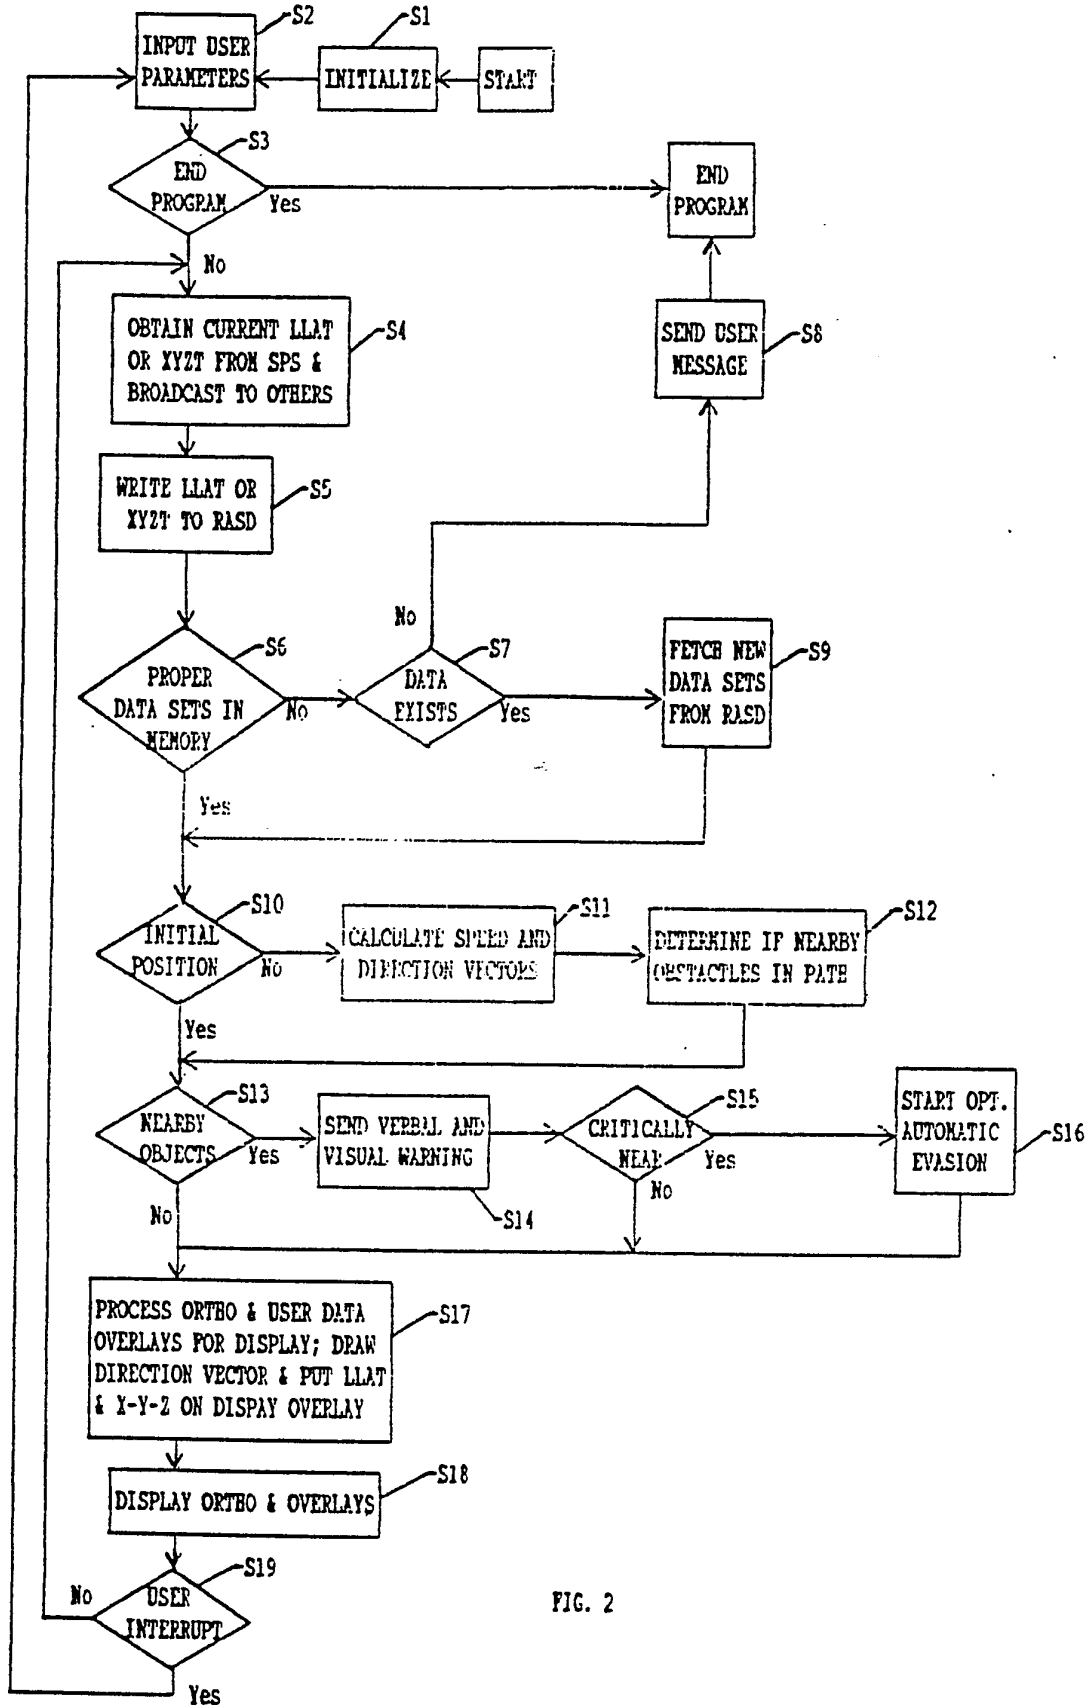 S2
S1
INPUT USER
PARAMETERS
INITIALIZE
START
S3
END
PROGRAM
Yes
END
PROGRAM
No
OBTAIN CURRENT LLAT
OR XYZT FROM SPS &
BROADCAST TO OTHERS
S4
SEND USER
MESSAGE
S8
WRITE LLAT OR
XYZT TO RASD
S5
No
S6
S7
S9
PROPER
DATA SETS IN
MEMORY
No
DATA
EXISTS
Yes
FETCH NEW
DATA SETS
FROM RASD
Yes
S10
S11
S12
INITIAL
POSITION
No
CALCULATE SPEED AND
DIRECTION VECTORS
DETERMINE IF NEARBY
OBSTACTLES IN PATH
Yes
S13
S15
NEARBY
OBJECTS
Yes
SEND VERBAL AND
VISUAL WARNING
S14
CRITICALLY
NEAR
Yes
START OPT.
AUTOMATIC
EVASION
S16
No
No
PROCESS ORTHO & USER DATA
OVERLAYS FOR DISPLAY; DRAW
DIRECTION VECTOR & PUT LLAT
& X-Y-Z ON DISPAY OVERLAY
S17
S18
DISPLAY ORTHO & OVERLAYS
S19
No
USER
INTERRUPT
Yes
FIG. 2